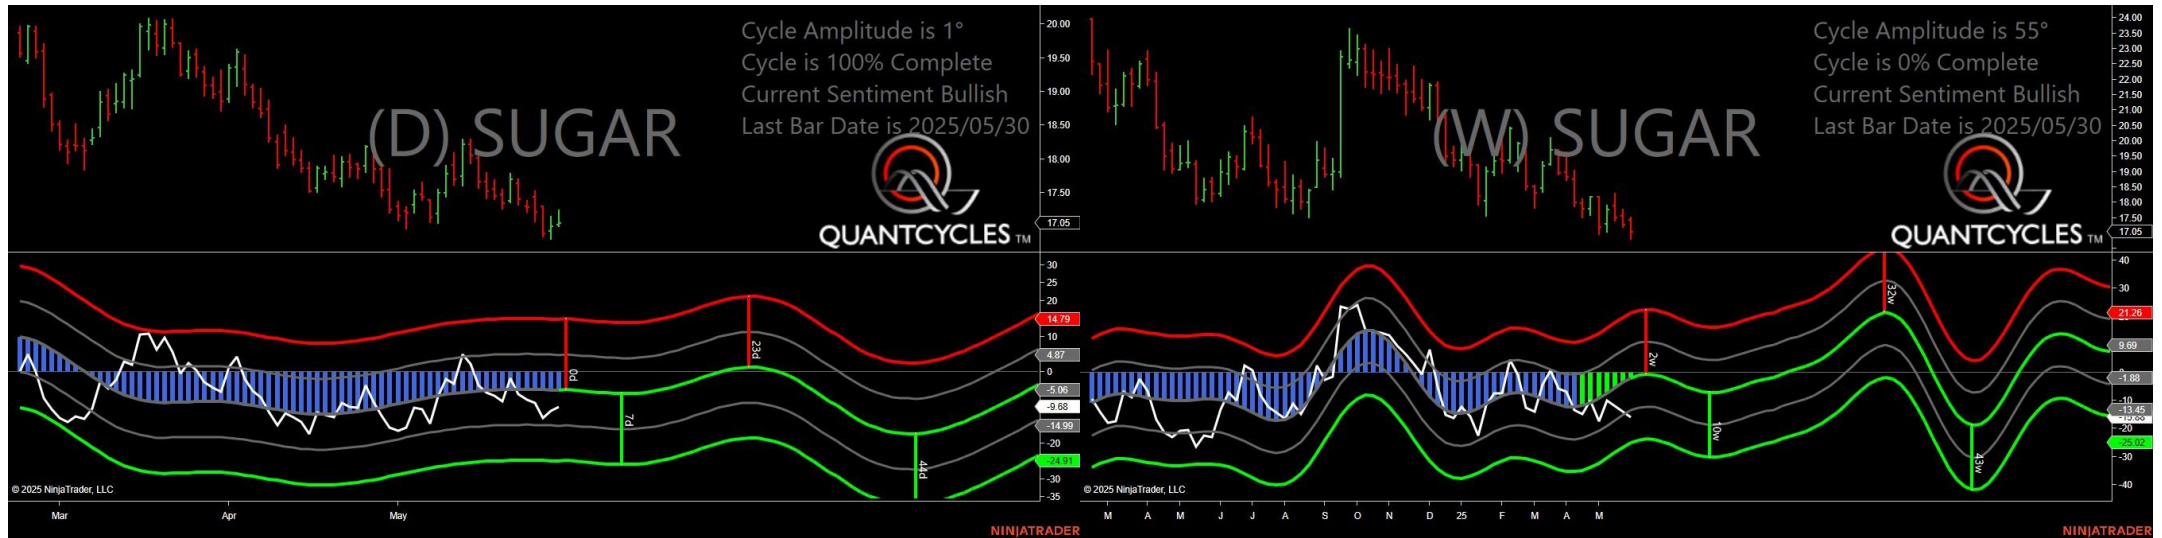 Cycle Amplitude is 1°
Cycle is 100% Complete
Current Sentiment Bullish
Last Bar Date is 2025/05/30
(D) SUGAR
QUANTCYCLES TM
20.00
19.50
19.00
18.50
18.00
17.50
17.05
30
25
20
14.79
10
4.87
0
-5.06
-9.68
-14.99
-20
-24.91
-30
-35
0d
7d
23d
44d
© 2025 NinjaTrader, LLC
Mar Apr May
NINJATRADER
Cycle Amplitude is 55°
Cycle is 0% Complete
Current Sentiment Bullish
Last Bar Date is 2025/05/30
(W) SUGAR
QUANTCYCLES TM
24.00
23.50
23.00
22.50
22.00
21.50
21.00
20.50
20.00
19.50
19.00
18.50
18.00
17.50
17.05
40
30
21.26
9.69
0
-1.88
-10
-13.45
-20
-25.02
-30
-40
2w
10w
32w
43w
© 2025 NinjaTrader, LLC
M A M J J A S O N D 25 F M A M
NINJATRADER